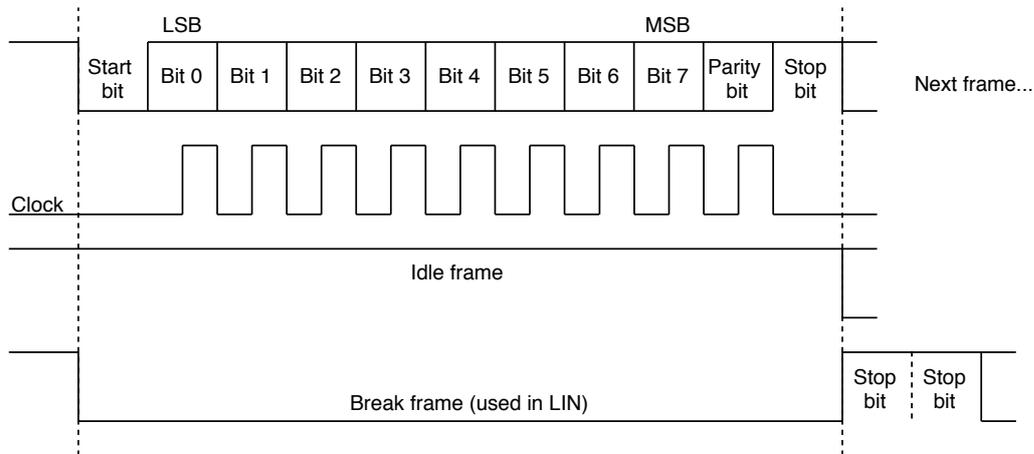 LSB MSB
Start bit Bit 0 Bit 1 Bit 2 Bit 3 Bit 4 Bit 5 Bit 6 Bit 7 Parity bit Stop bit Next frame...
Clock
Idle frame
Break frame (used in LIN) Stop bit Stop bit